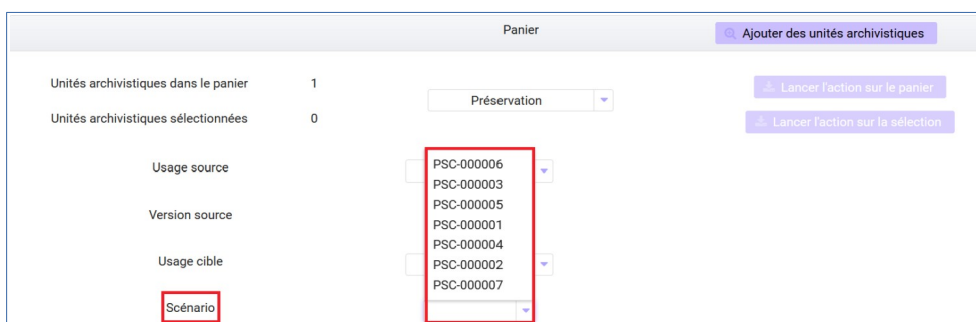 Panier
Ajouter des unités archivistiques
Unités archivistiques dans le panier 1
Préservation
Lancer l'action sur le panier
Unités archivistiques sélectionnées 0
Lancer l'action sur la sélection
Usage source
PSC-000006
PSC-000003
PSC-000005
Version source
PSC-000001
PSC-000004
Usage cible
PSC-000002
PSC-000007
Scénario